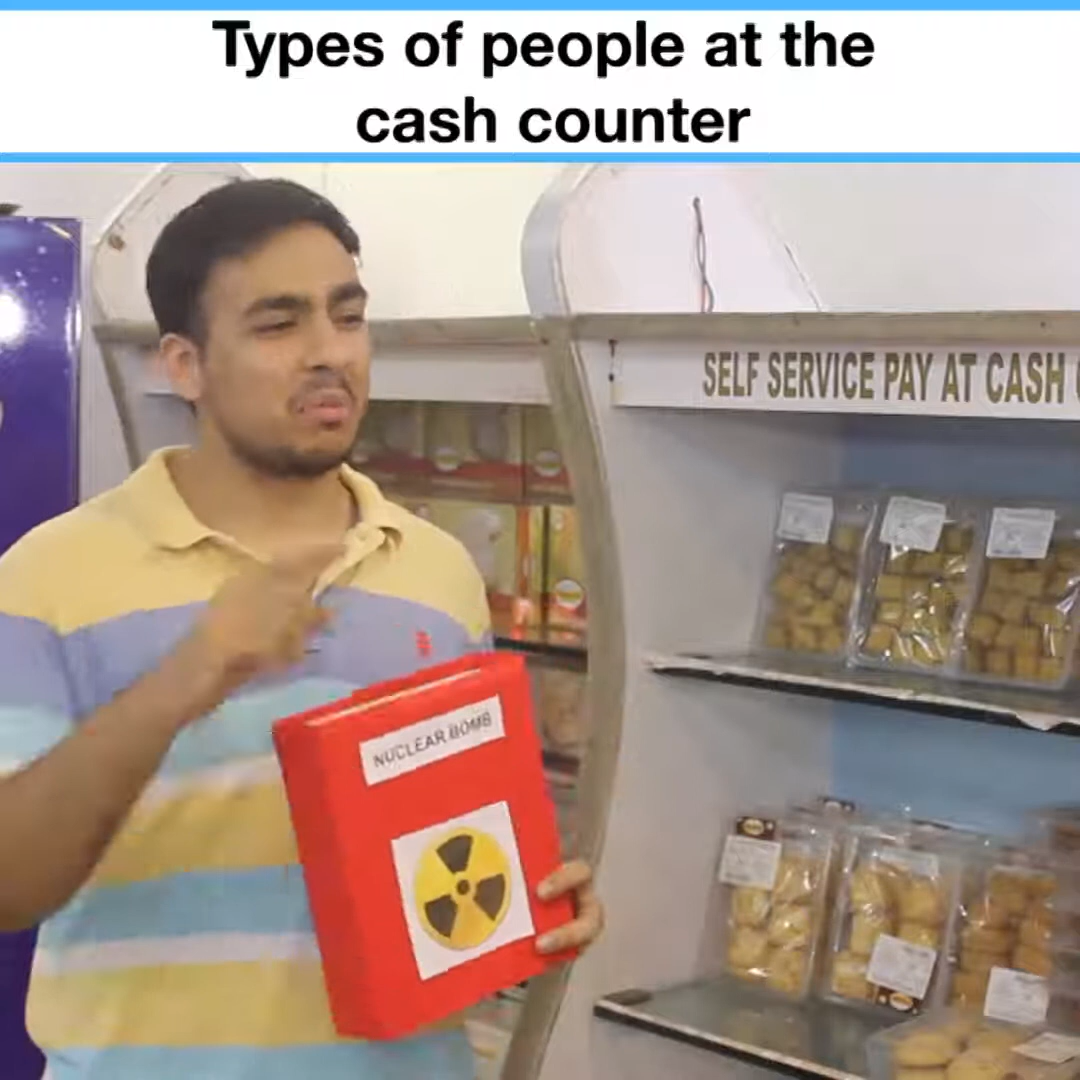 Types of people at the
cash counter
SELF SERVICE PAY AT CASH
NUCLEAR BOMB